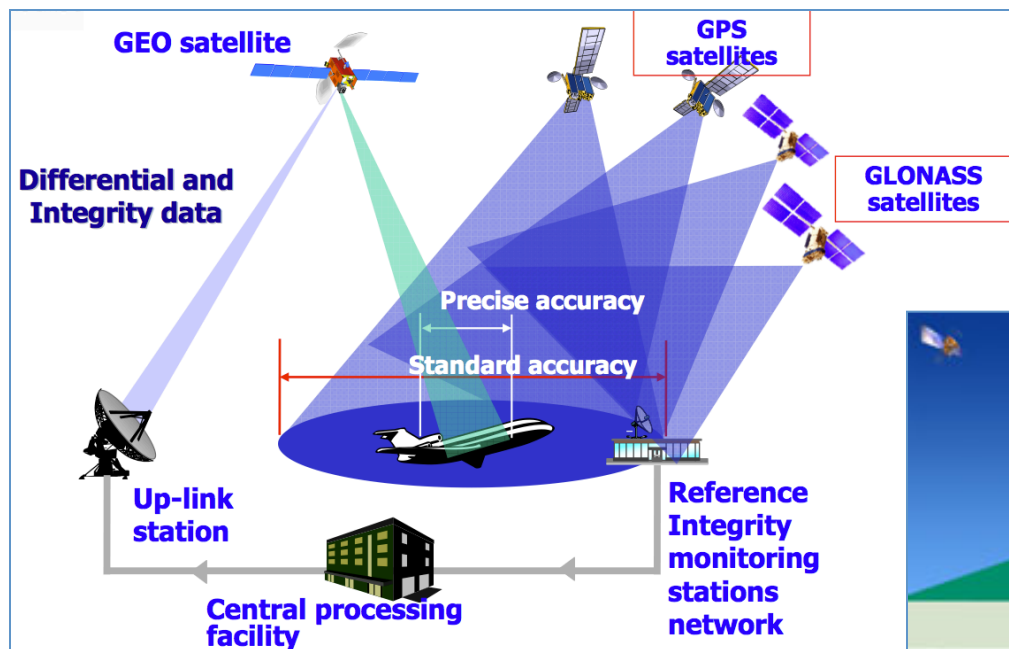 GEO satellite
GPS
satellites
Differential and
Integrity data
GLONASS
satellites
Precise accuracy
Standard accuracy
Up-link
station
Reference
Integrity
monitoring
stations
network
Central processing
facility